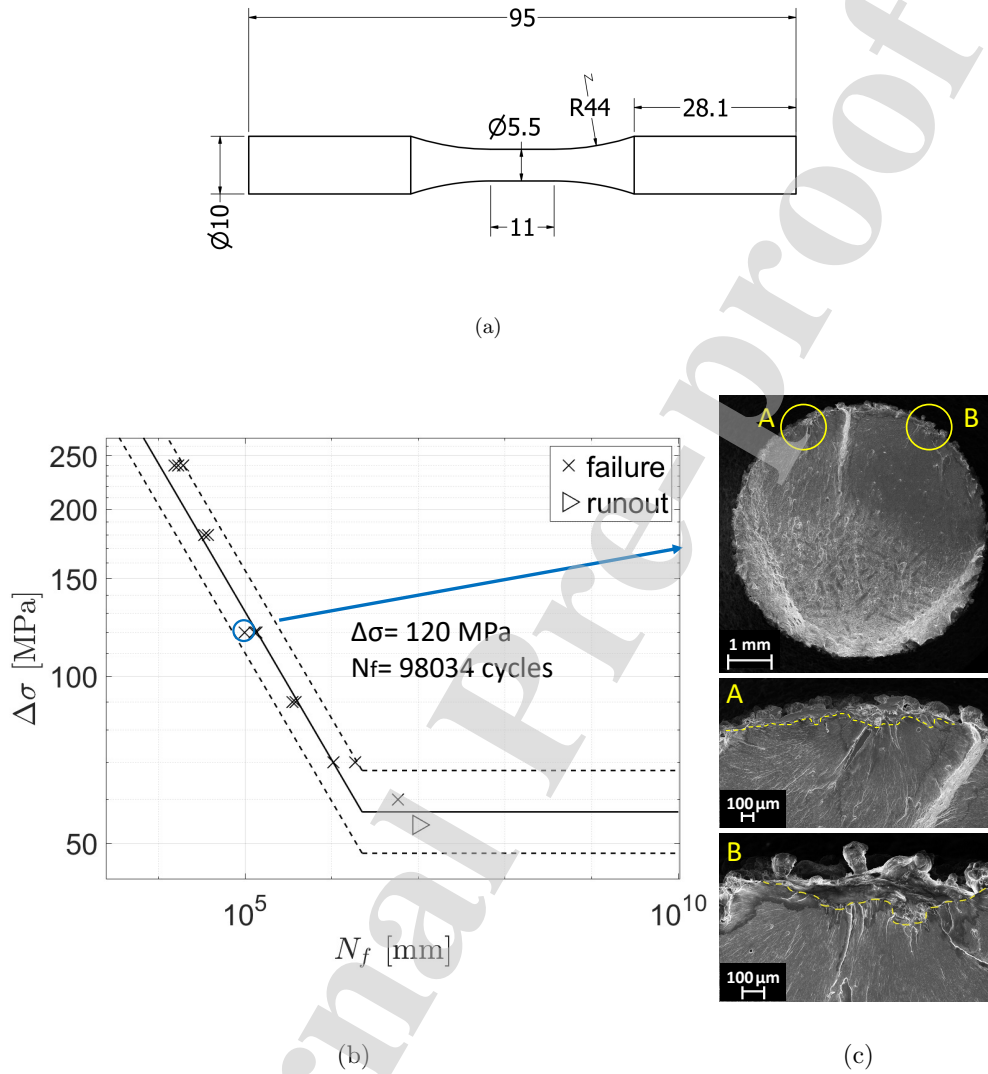 95
R44
28.1
Ø5.5
Ø10
11
(a)
250
200
150
100
50
Δσ [MPa]
× failure
▷ runout
Δσ= 120 MPa
Nf= 98034 cycles
10^5
10^10
N_f [mm]
(b)
A
B
1 mm
A
100 µm
B
100 µm
(c)
nal Pre-proof